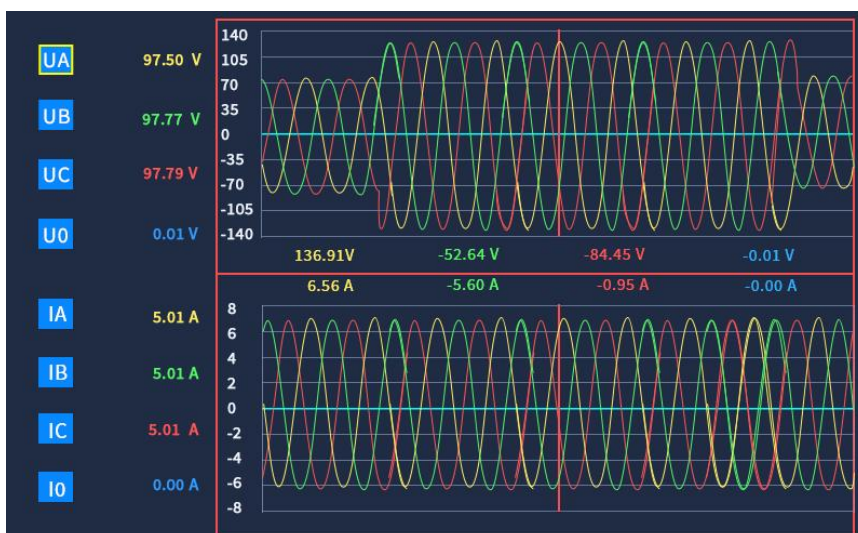 UA 97.50 V
UB 97.77 V
UC 97.79 V
U0 0.01 V
140
105
70
35
0
-35
-70
-105
-140
136.91V -52.64 V -84.45 V -0.01 V
6.56 A -5.60 A -0.95 A -0.00 A
IA 5.01 A
IB 5.01 A
IC 5.01 A
I0 0.00 A
8
6
4
2
0
-2
-4
-6
-8